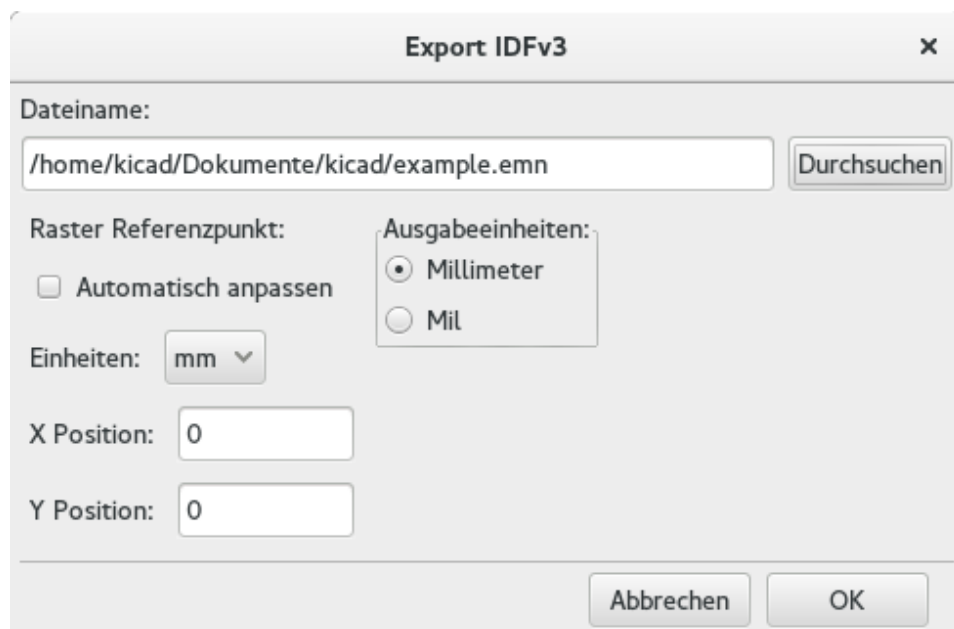 Export IDFv3 ×
Dateiname:
/home/kicad/Dokumente/kicad/example.emn Durchsuchen
Raster Referenzpunkt:
Automatisch anpassen
Einheiten: mm
X Position: 0
Y Position: 0
Ausgabeeinheiten:
Millimeter
Mil
Abbrechen OK